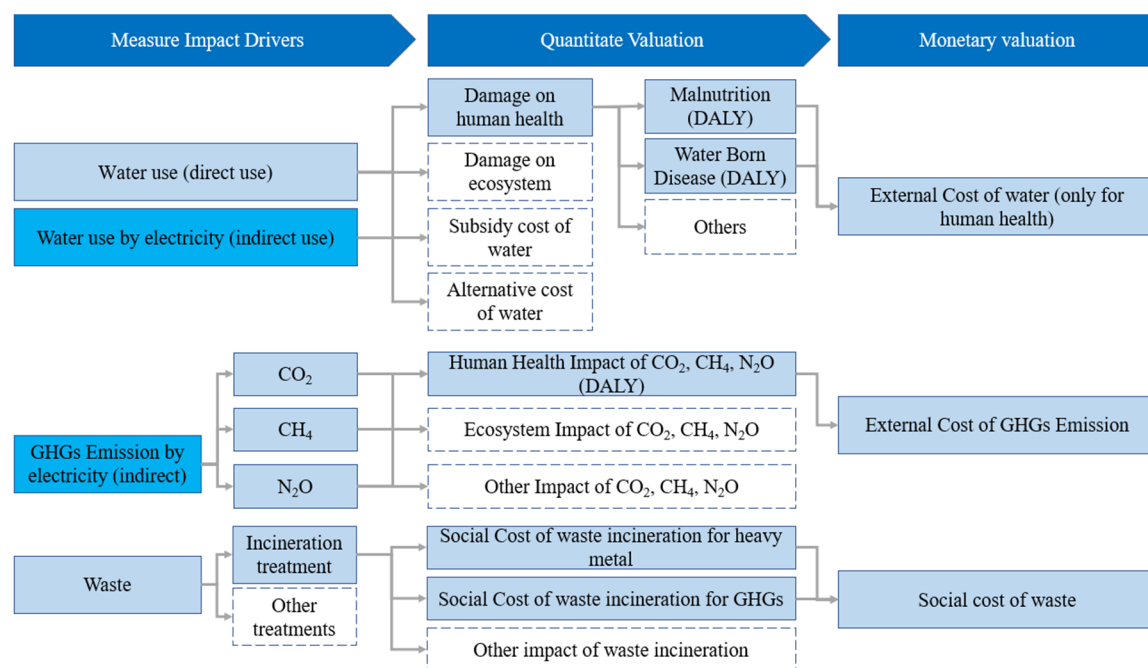 Measure Impact Drivers
Quantitate Valuation
Monetary valuation
Damage on
human health
Malnutrition
(DALY)
Water use (direct use)
Damage on
ecosystem
Water Born
Disease (DALY)
External Cost of water (only for
human health)
Water use by electricity (indirect use)
Subsidy cost of
water
Others
Alternative cost
of water
CO₂
Human Health Impact of CO₂, CH₄, N₂O
(DALY)
CH₄
Ecosystem Impact of CO₂, CH₄, N₂O
External Cost of GHGs Emission
GHGs Emission by
electricity (indirect)
N₂O
Other Impact of CO₂, CH₄, N₂O
Incineration
treatment
Social Cost of waste incineration for heavy
metal
Waste
Social Cost of waste incineration for GHGs
Social cost of waste
Other
treatments
Other impact of waste incineration